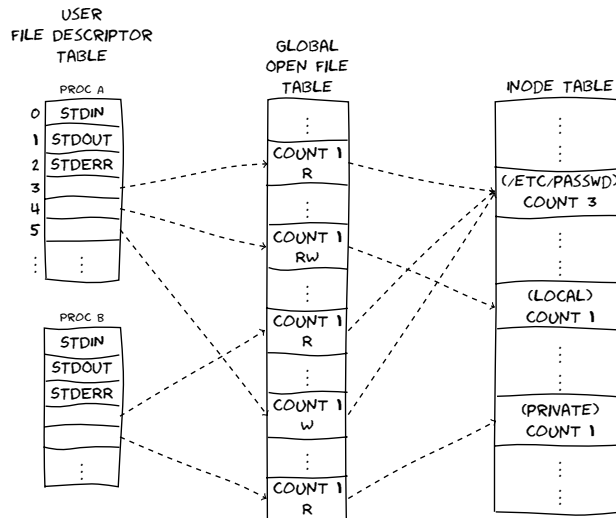 USER
FILE DESCRIPTOR
TABLE
PROC A
0 STDIN
1 STDOUT
2 STDERR
3
4
5
⋮ ⋮
PROC B
STDIN
STDOUT
STDERR
⋮
GLOBAL
OPEN FILE
TABLE
⋮
COUNT 1
R
⋮
COUNT 1
RW
⋮
COUNT 1
R
⋮
COUNT 1
W
⋮
COUNT 1
R
INODE TABLE
⋮
(/ETC/PASSWD)
COUNT 3
⋮
(LOCAL)
COUNT 1
⋮
(PRIVATE)
COUNT 1
⋮